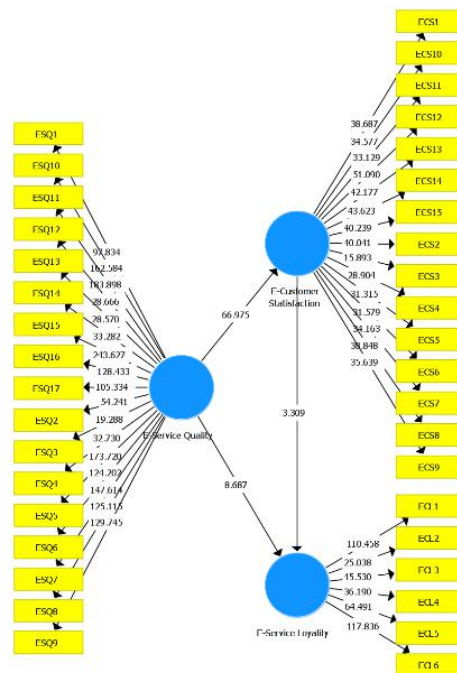 ECS1
ECS10
ECS11
ECS12
ECS13
ECS14
ECS15
ECS2
ECS3
ECS4
ECS5
ECS6
ECS7
ECS8
ECS9
38.687
34.577
33.129
51.090
42.177
43.623
40.239
40.041
15.893
28.904
31.315
31.579
34.163
38.848
35.639
E-Customer
Statisfaction
ESQ1
ESQ10
ESQ11
ESQ12
ESQ13
ESQ14
ESQ15
ESQ16
ESQ17
ESQ2
ESQ3
ESQ4
ESQ5
ESQ6
ESQ7
ESQ8
ESQ9
162.584
183.898
28.666
28.570
33.282
243.677
128.433
105.334
54.241
19.288
32.730
173.720
124.202
147.614
125.115
129.745
E-Service Quality
66.975
3.309
8.687
ECL1
ECL2
ECL3
ECL4
ECL5
ECL6
110.458
25.038
15.530
36.190
64.491
117.836
E-Service Loyality